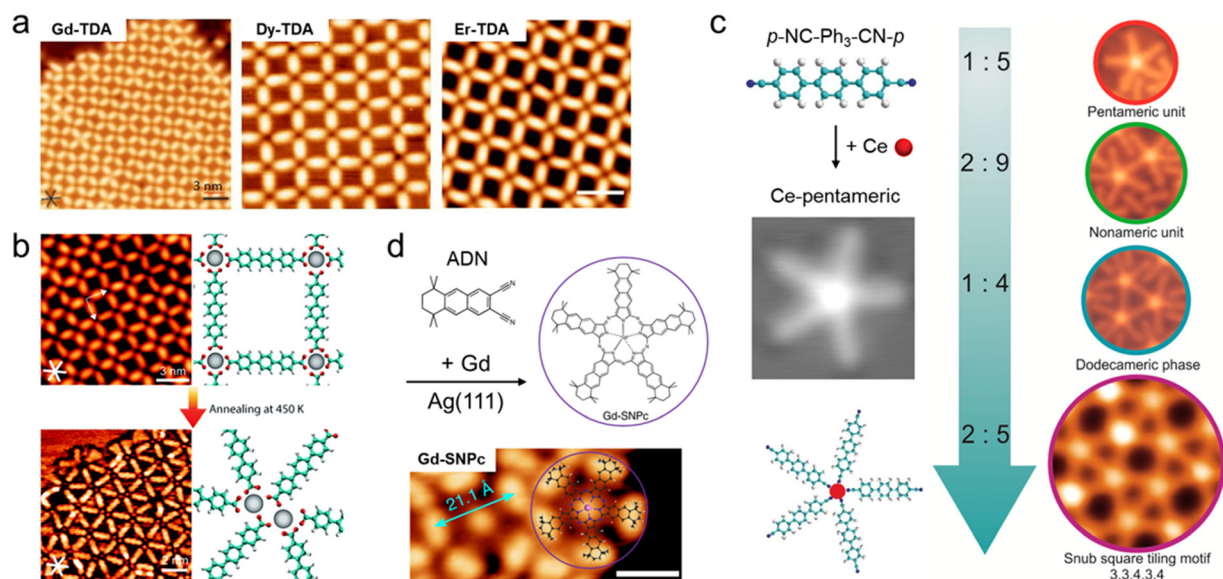 a
Gd-TDA
3 nm
Dy-TDA
Er-TDA
b
3 nm
Annealing at 450 K
2 nm
d
ADN
+ Gd
Ag(111)
Gd-SNPc
Gd-SNPc
21.1 Å
c
p-NC-Ph3-CN-p
+ Ce
Ce-pentameric
1 : 5
Pentameric unit
2 : 9
Nonameric unit
1 : 4
Dodecameric phase
2 : 5
Snub square tiling motif
3.3.4.3.4